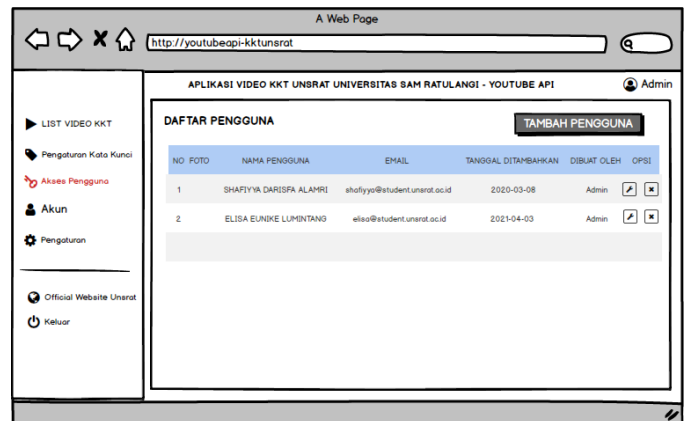 A Web Page
http://youtubeapi-kktunsrat
APLIKASI VIDEO KKT UNSRAT UNIVERSITAS SAM RATULANGI - YOUTUBE API
Admin
LIST VIDEO KKT
Pengaturan Kata Kunci
Akses Pengguna
Akun
Pengaturan
Official Website Unsrat
Keluar
DAFTAR PENGGUNA
TAMBAH PENGGUNA
NO FOTO NAMA PENGGUNA EMAIL TANGGAL DITAMBAHKAN DIBUAT OLEH OPSI
1 SHAFIYYA DARISFA ALAMRI shafiyya@student.unsrat.ac.id 2020-03-08 Admin
2 ELISA EUNIKE LUMINTANG elisa@student.unsrat.ac.id 2021-04-03 Admin